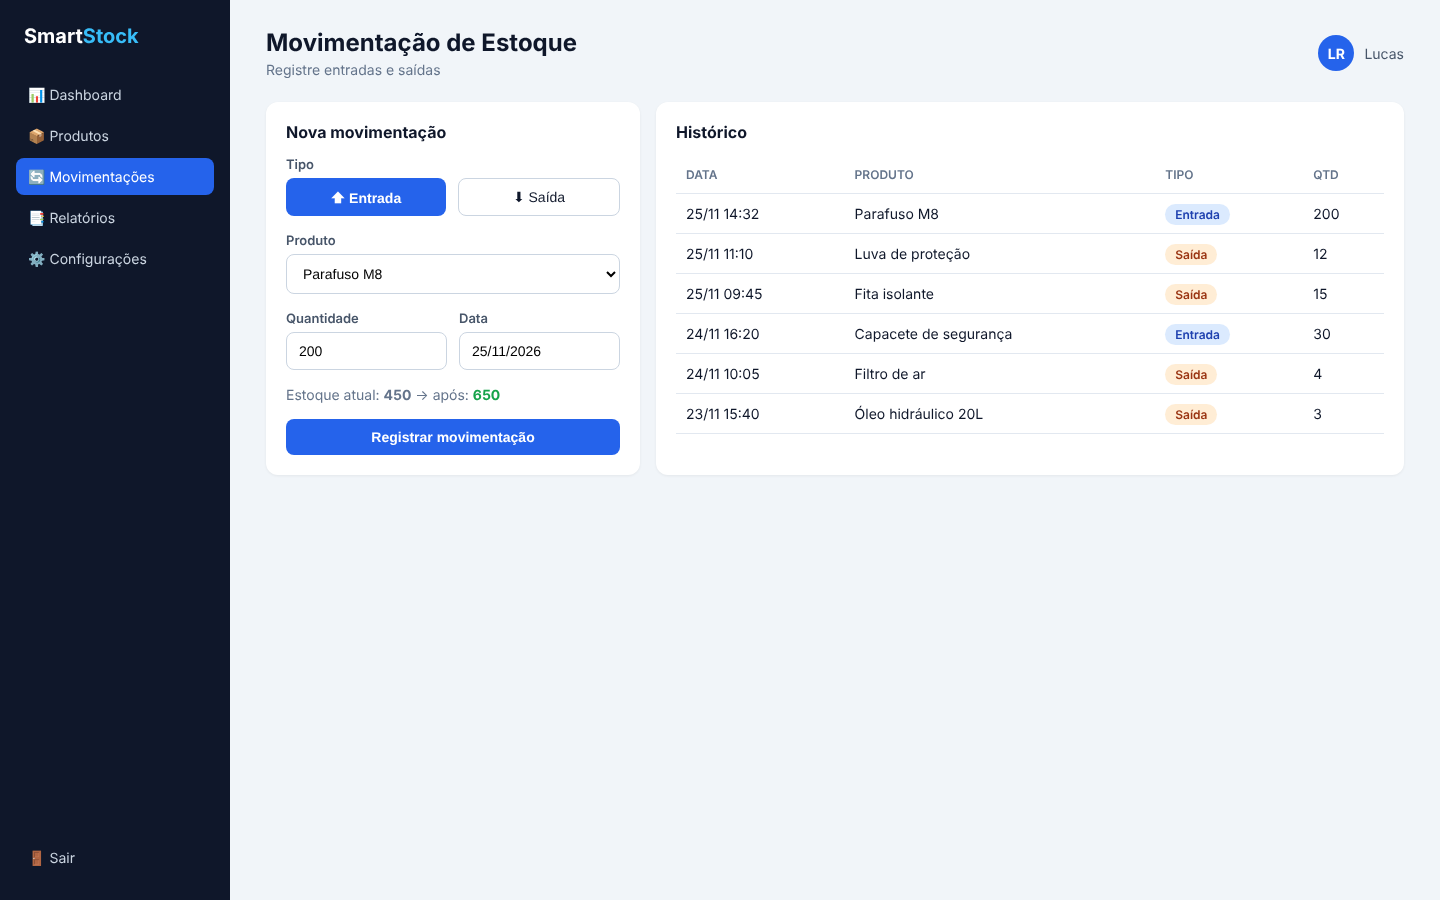 SmartStock
📊 Dashboard
📦 Produtos
🔄 Movimentações
📑 Relatórios
⚙️ Configurações
🚪 Sair
Movimentação de Estoque
Registre entradas e saídas
LR Lucas
Nova movimentação
Tipo
⬆ Entrada ⬇ Saída
Produto
Parafuso M8
Quantidade Data
200 25/11/2026
Estoque atual: 450 → após: 650
Registrar movimentação
Histórico
DATA PRODUTO TIPO QTD
25/11 14:32 Parafuso M8 Entrada 200
25/11 11:10 Luva de proteção Saída 12
25/11 09:45 Fita isolante Saída 15
24/11 16:20 Capacete de segurança Entrada 30
24/11 10:05 Filtro de ar Saída 4
23/11 15:40 Óleo hidráulico 20L Saída 3